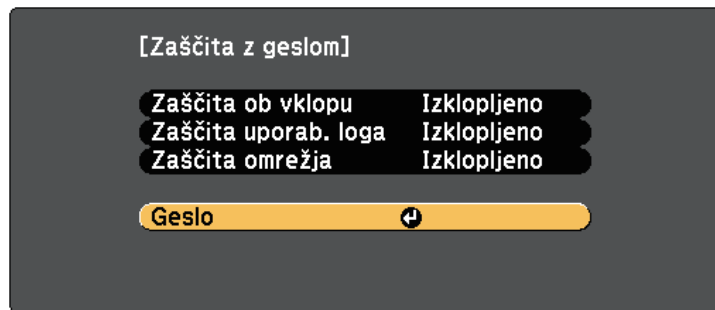 [Zaščita z geslom]
Zaščita ob vklopu Izklopljeno
Zaščita uporab. loga Izklopljeno
Zaščita omrežja Izklopljeno
Geslo